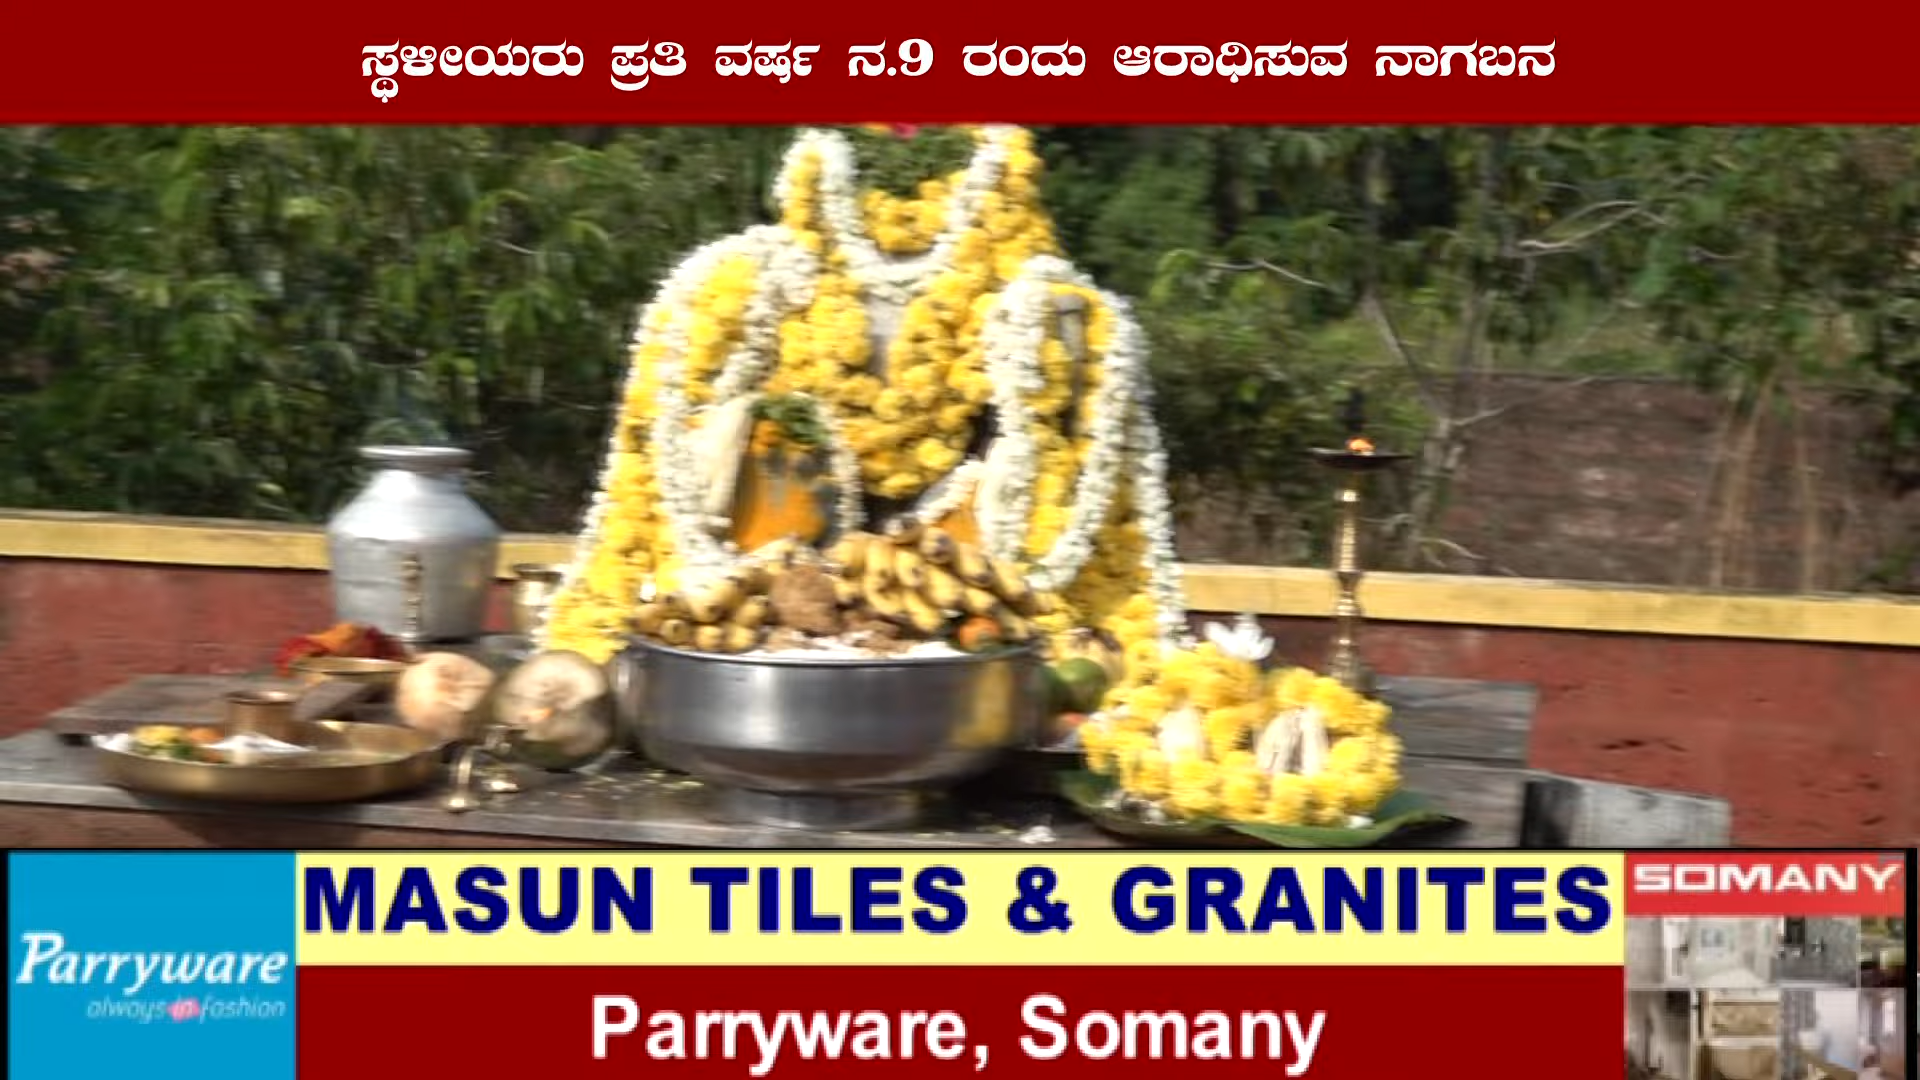 ಸ್ಥಳೀಯರು ಪ್ರತಿ ವರ್ಷ ನ.9 ರಂದು ಆರಾಧಿಸುವ ನಾಗಬನ
MASUN TILES & GRANITES
SOMANY
Parryware
always in fashion
Parryware, Somany